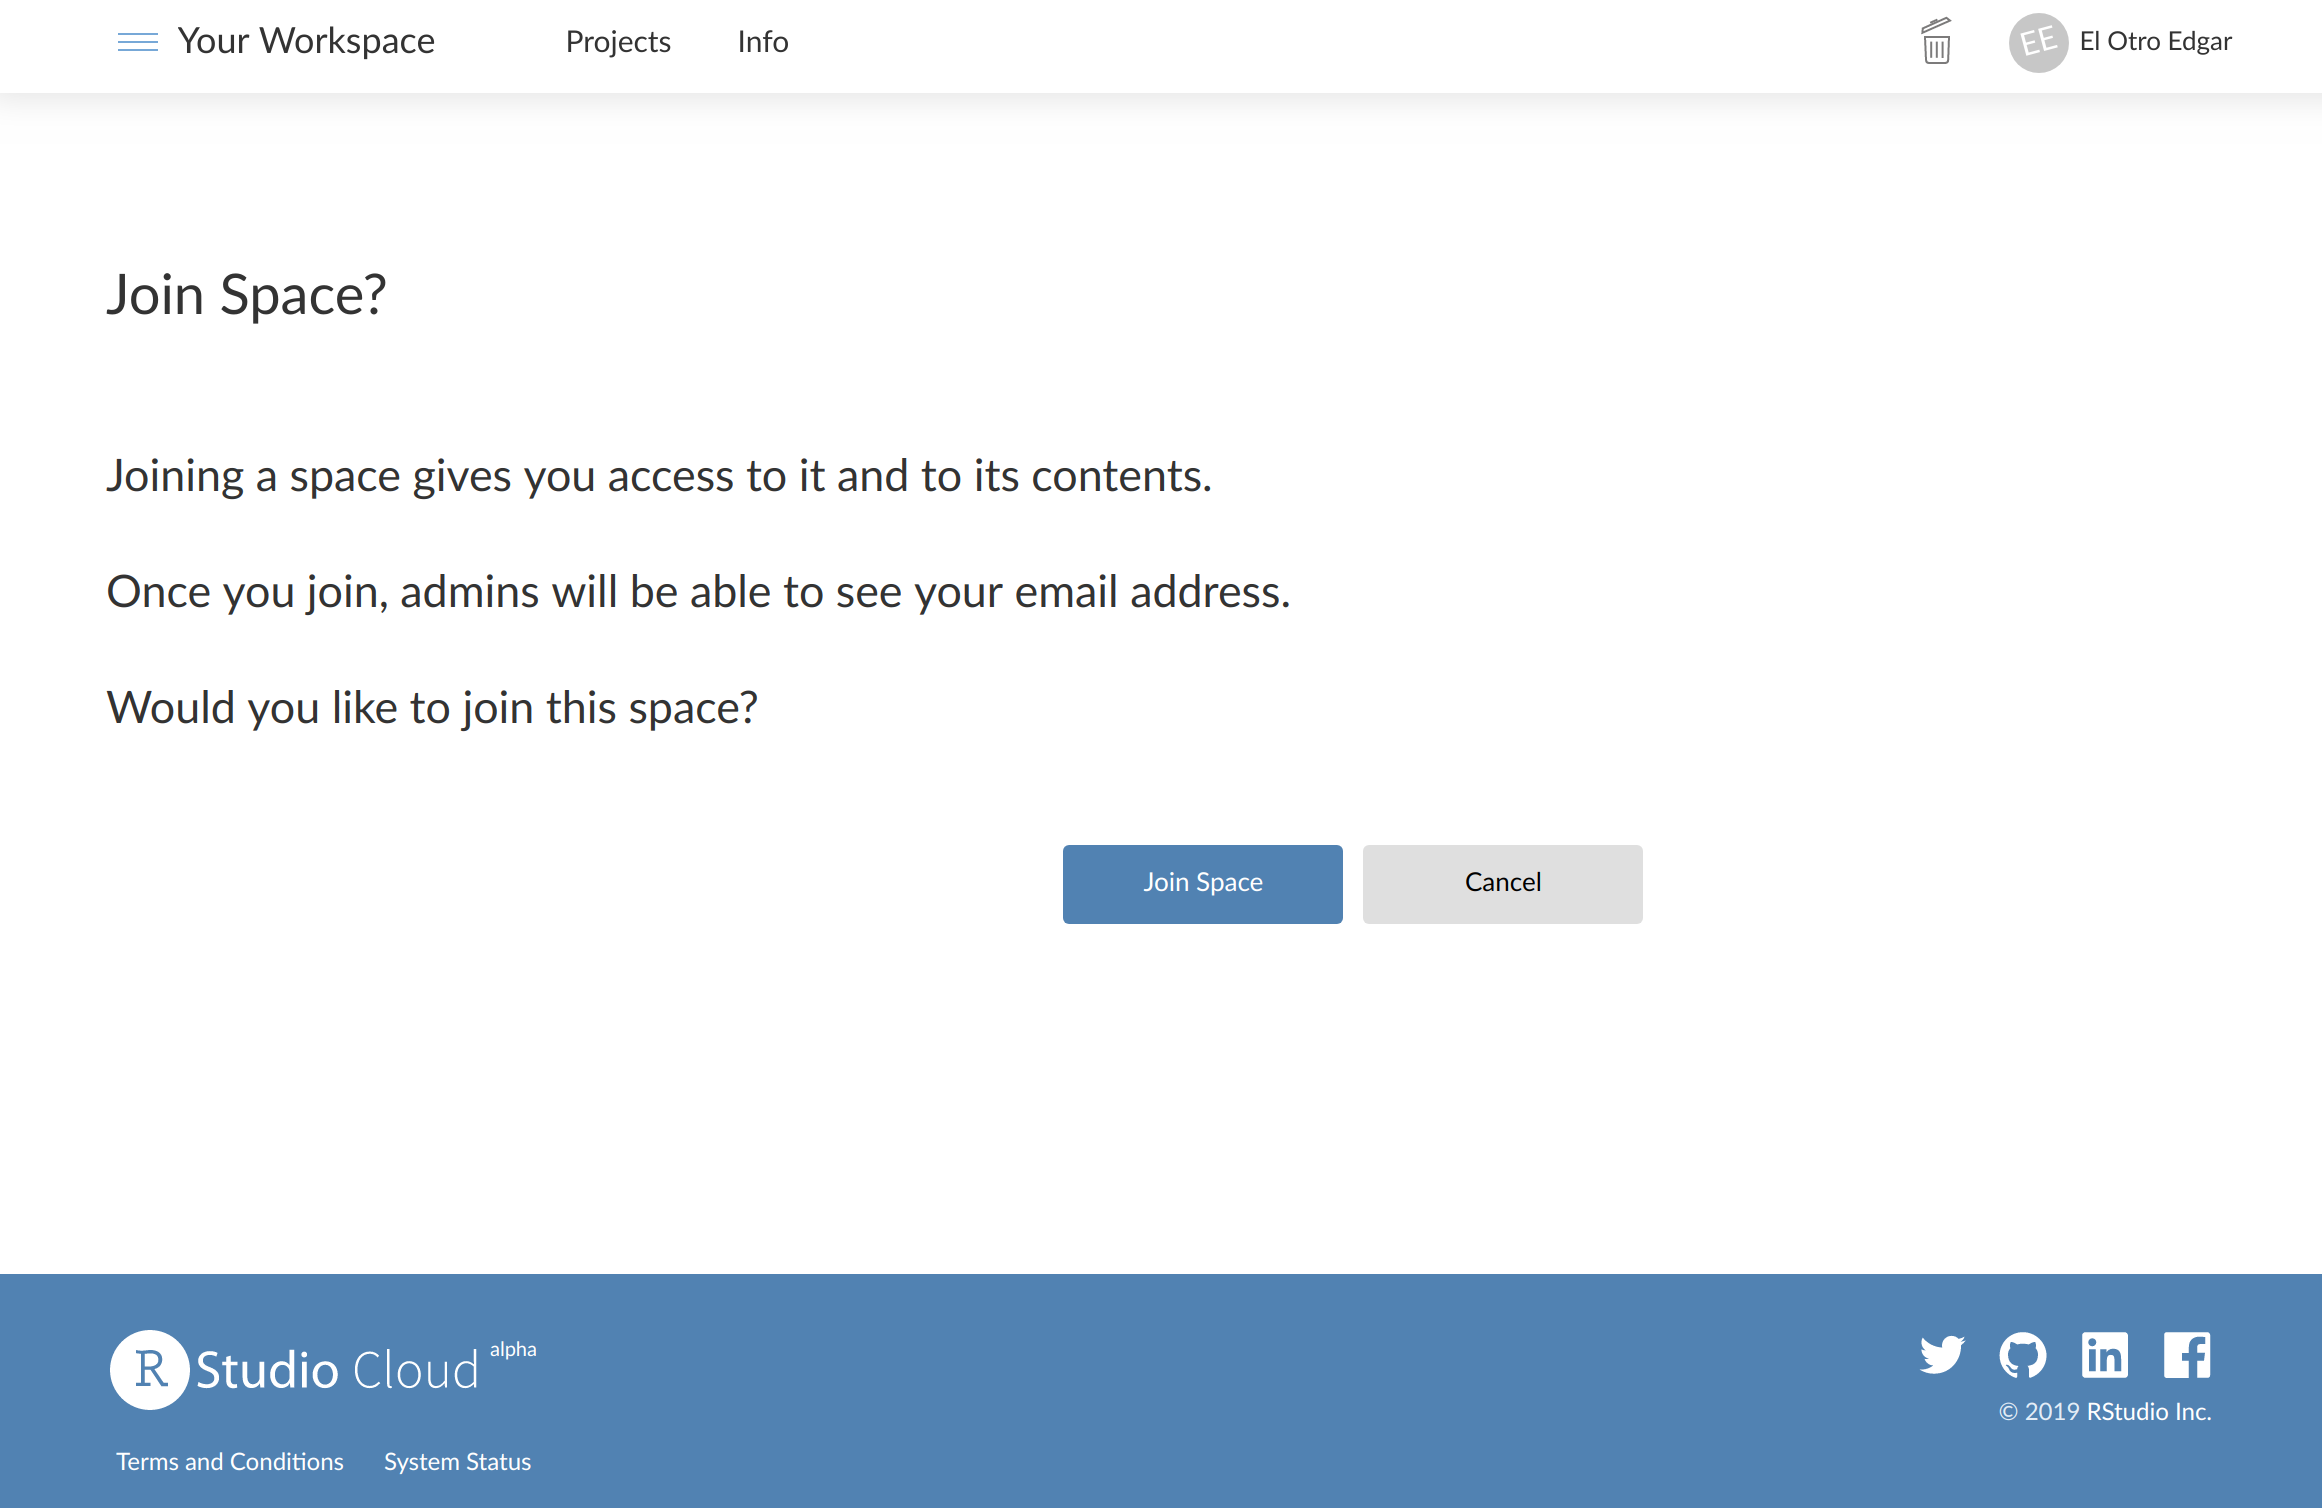 Your Workspace Projects Info EE El Otro Edgar
Join Space?
Joining a space gives you access to it and to its contents.
Once you join, admins will be able to see your email address.
Would you like to join this space?
Join Space Cancel
R Studio Cloud alpha
© 2019 RStudio Inc.
Terms and Conditions System Status